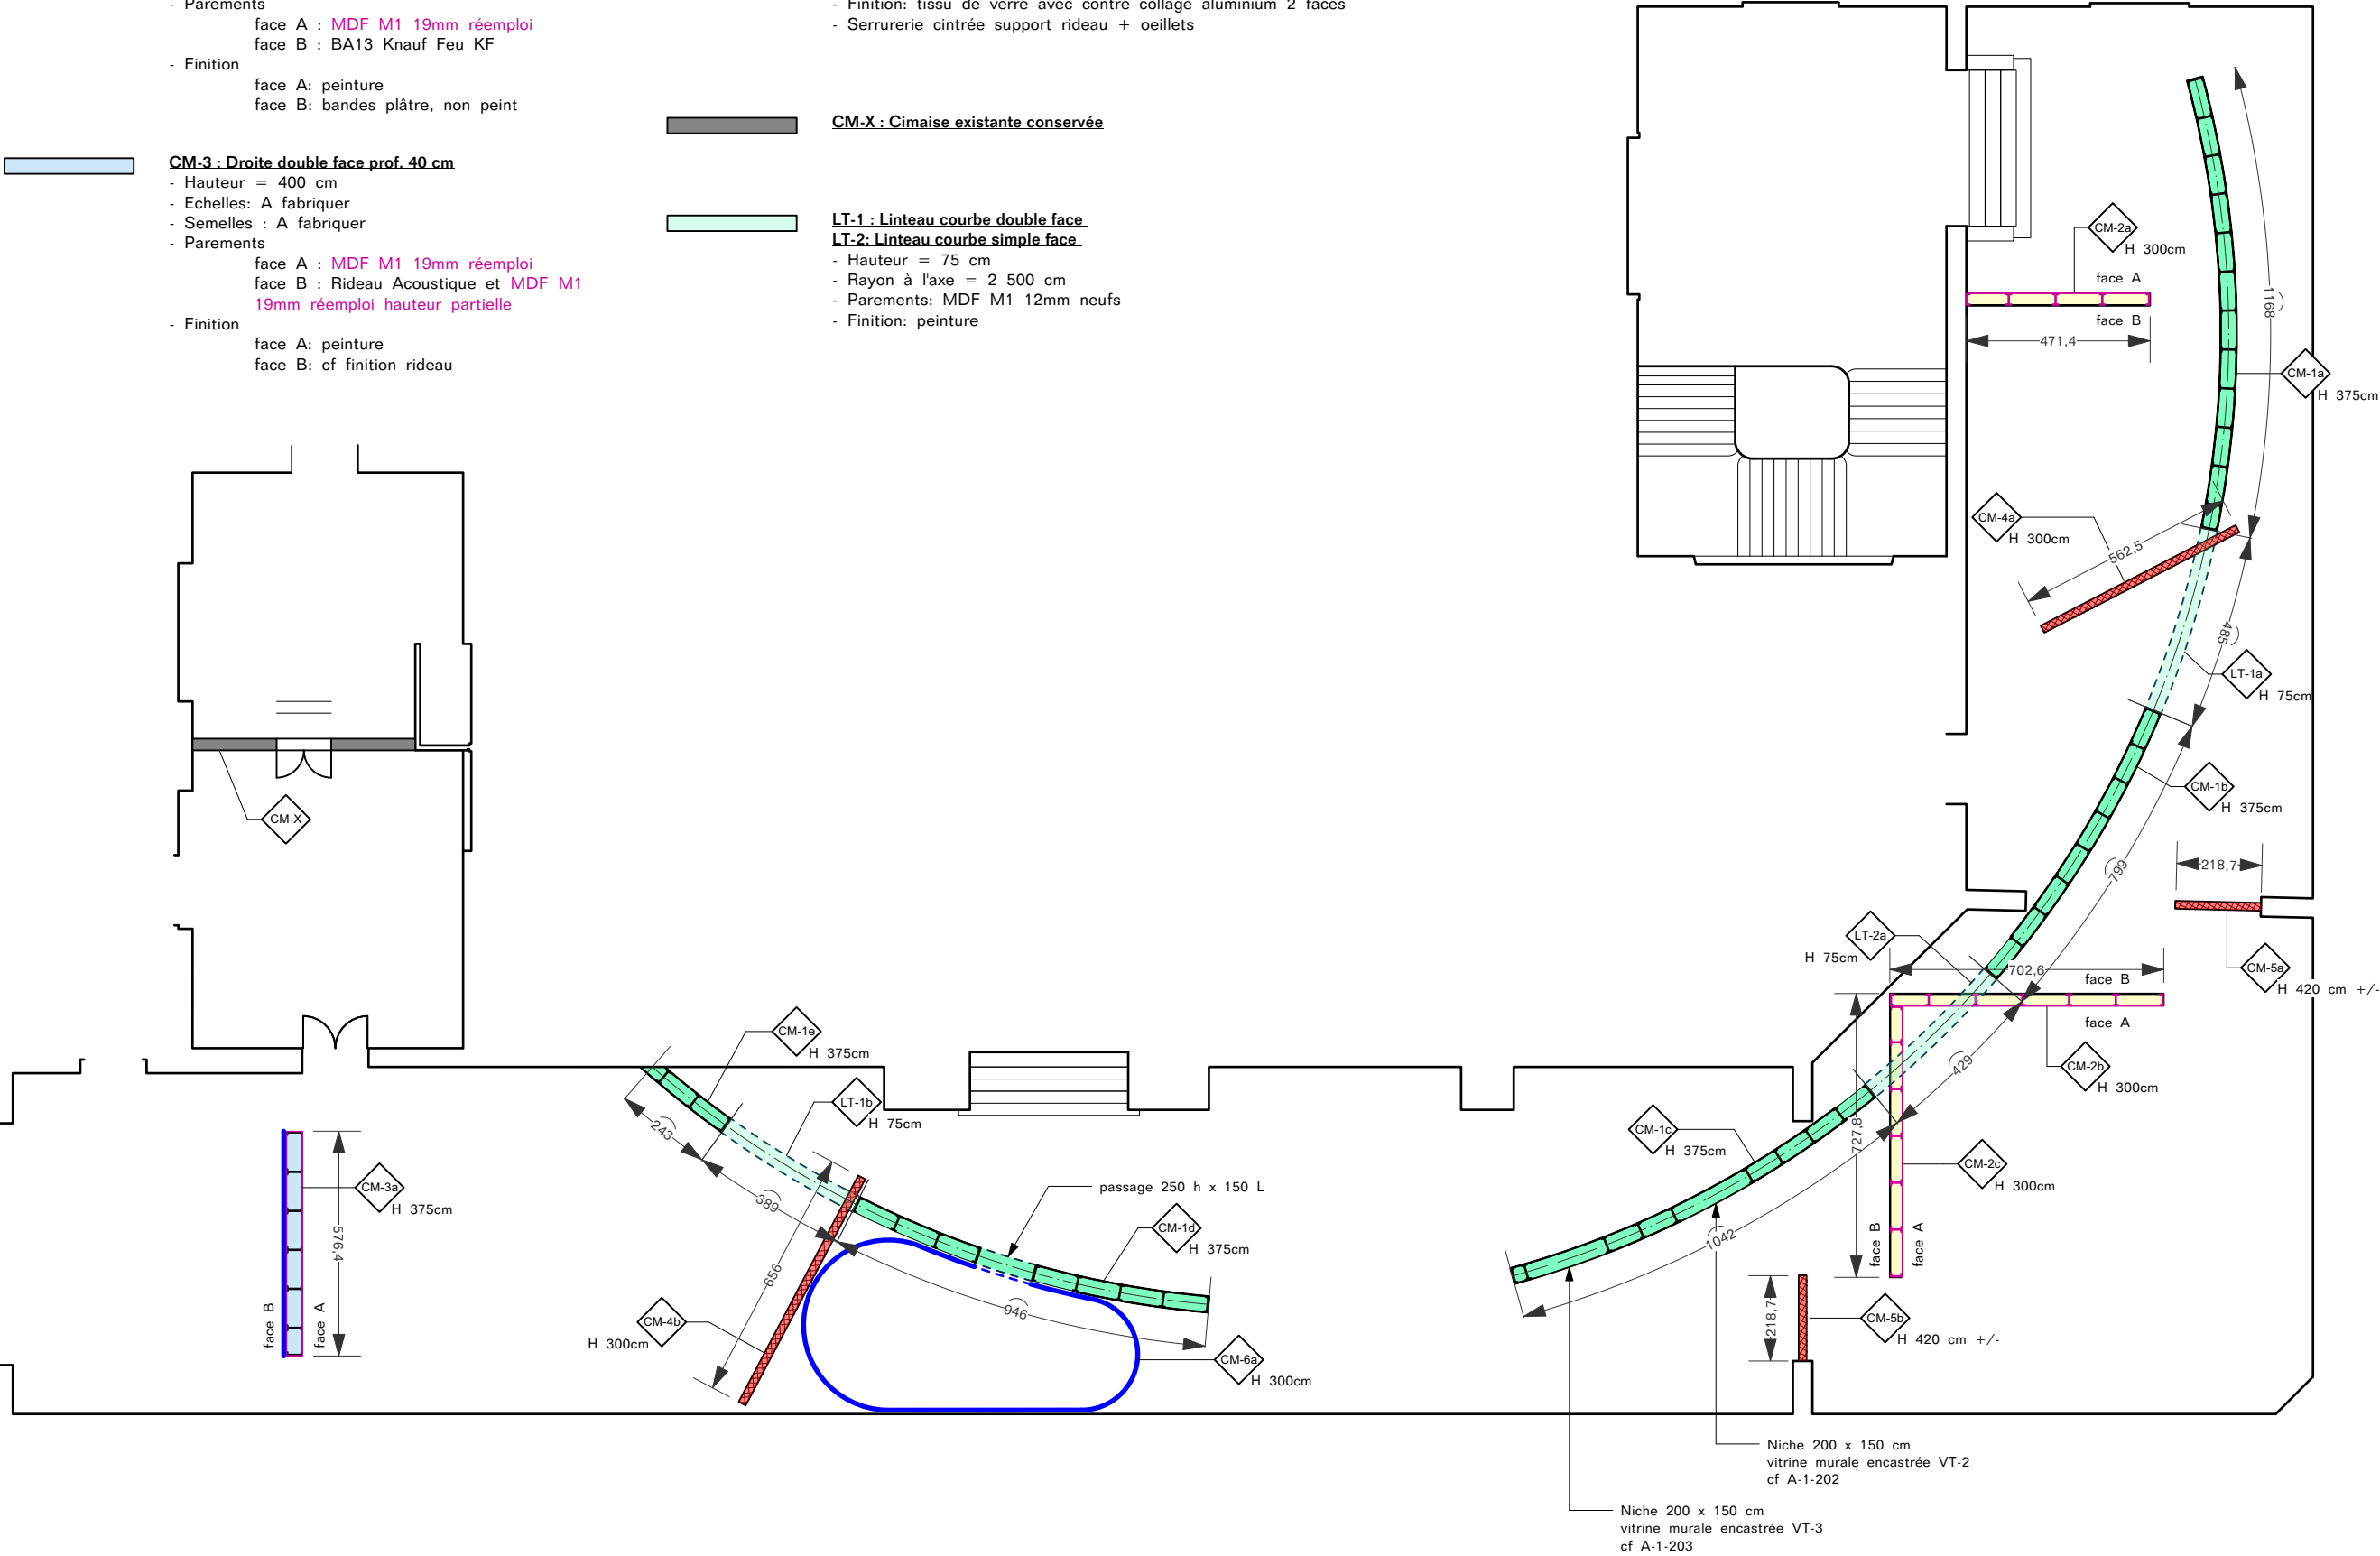 - Parements
face A : MDF M1 19mm réemploi
face B : BA13 Knauf Feu KF
- Finition
face A: peinture
face B: bandes plâtre, non peint
CM-3 : Droite double face prof. 40 cm
- Hauteur = 400 cm
- Echelles: A fabriquer
- Semelles : A fabriquer
- Parements
face A : MDF M1 19mm réemploi
face B : Rideau Acoustique et MDF M1
19mm réemploi hauteur partielle
- Finition
face A: peinture
face B: cf finition rideau
- Finition: tissu de verre avec contre collage aluminium 2 faces
- Serrurerie cintrée support rideau + oeillets
CM-X : Cimaise existante conservée
LT-1 : Linteau courbe double face
LT-2: Linteau courbe simple face
- Hauteur = 75 cm
- Rayon à l'axe = 2 500 cm
- Parements: MDF M1 12mm neufs
- Finition: peinture
CM-2a
H 300cm
face A
face B
471,4
1168
CM-1a
H 375cm
CM-4a
H 300cm
562,5
485
LT-1a
H 75cm
CM-1b
H 375cm
799
218,7
CM-5a
H 420 cm +/-
LT-2a
H 75cm
702,6
face B
face A
CM-2b
H 300cm
429
727,8
CM-2c
H 300cm
face B
face A
CM-1c
H 375cm
1042
218,7
CM-5b
H 420 cm +/-
CM-X
CM-1e
H 375cm
LT-1b
H 75cm
243
389
passage 250 h x 150 L
CM-1d
H 375cm
946
656
CM-4b
H 300cm
CM-6a
H 300cm
CM-3a
H 375cm
576,4
face B
face A
Niche 200 x 150 cm
vitrine murale encastrée VT-2
cf A-1-202
Niche 200 x 150 cm
vitrine murale encastrée VT-3
cf A-1-203